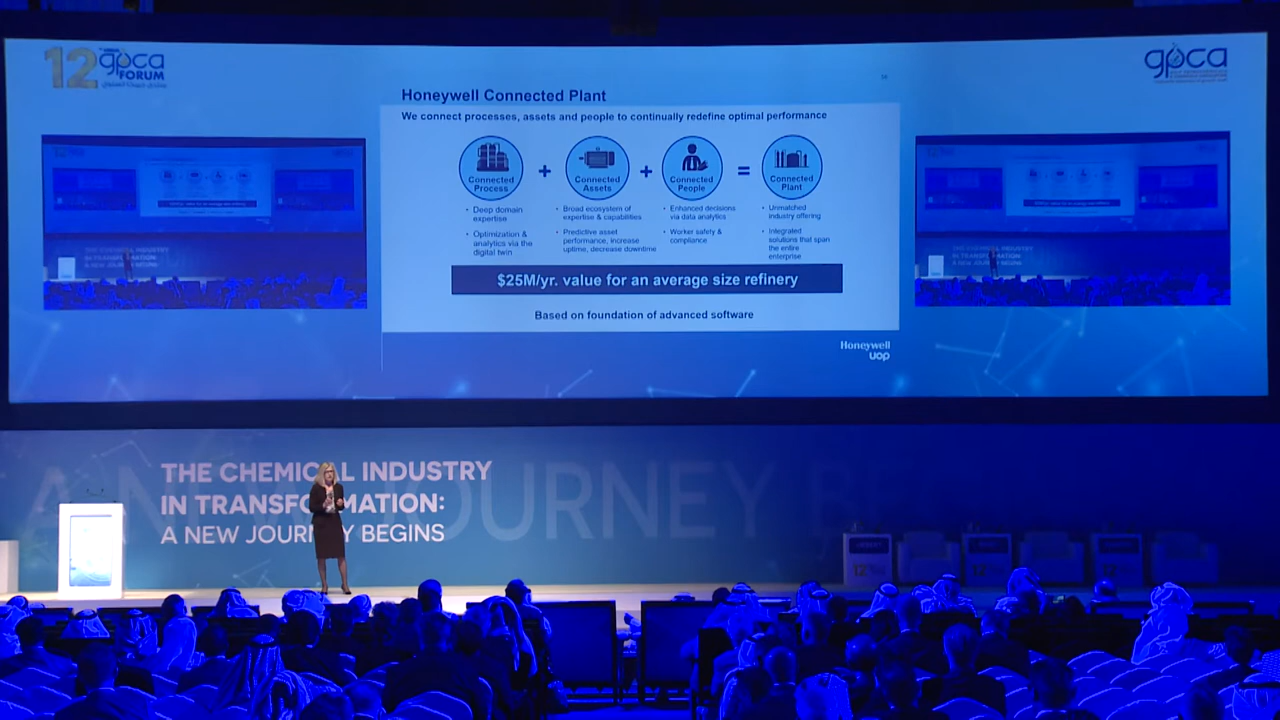 12
gpca
FORUM
gpca
Honeywell Connected Plant
We connect processes, assets and people to continually redefine optimal performance
Connected
Process
+
Connected
Assets
+
Connected
People
=
Connected
Plant
• Deep domain
expertise
• Optimization &
analytics via the
digital twin
• Broad ecosystem of
expertise & capabilities
• Predictive asset
performance, increase
uptime, decrease downtime
• Enhanced decisions
via data analytics
• Worker safety &
compliance
• Unmatched
industry offering
• Integrated
solutions that span
the entire
enterprise
$25M/yr. value for an average size refinery
Based on foundation of advanced software
Honeywell
uop
THE CHEMICAL INDUSTRY
IN TRANSFORMATION:
A NEW JOURNEY BEGINS
JOURNEY
12
12
12